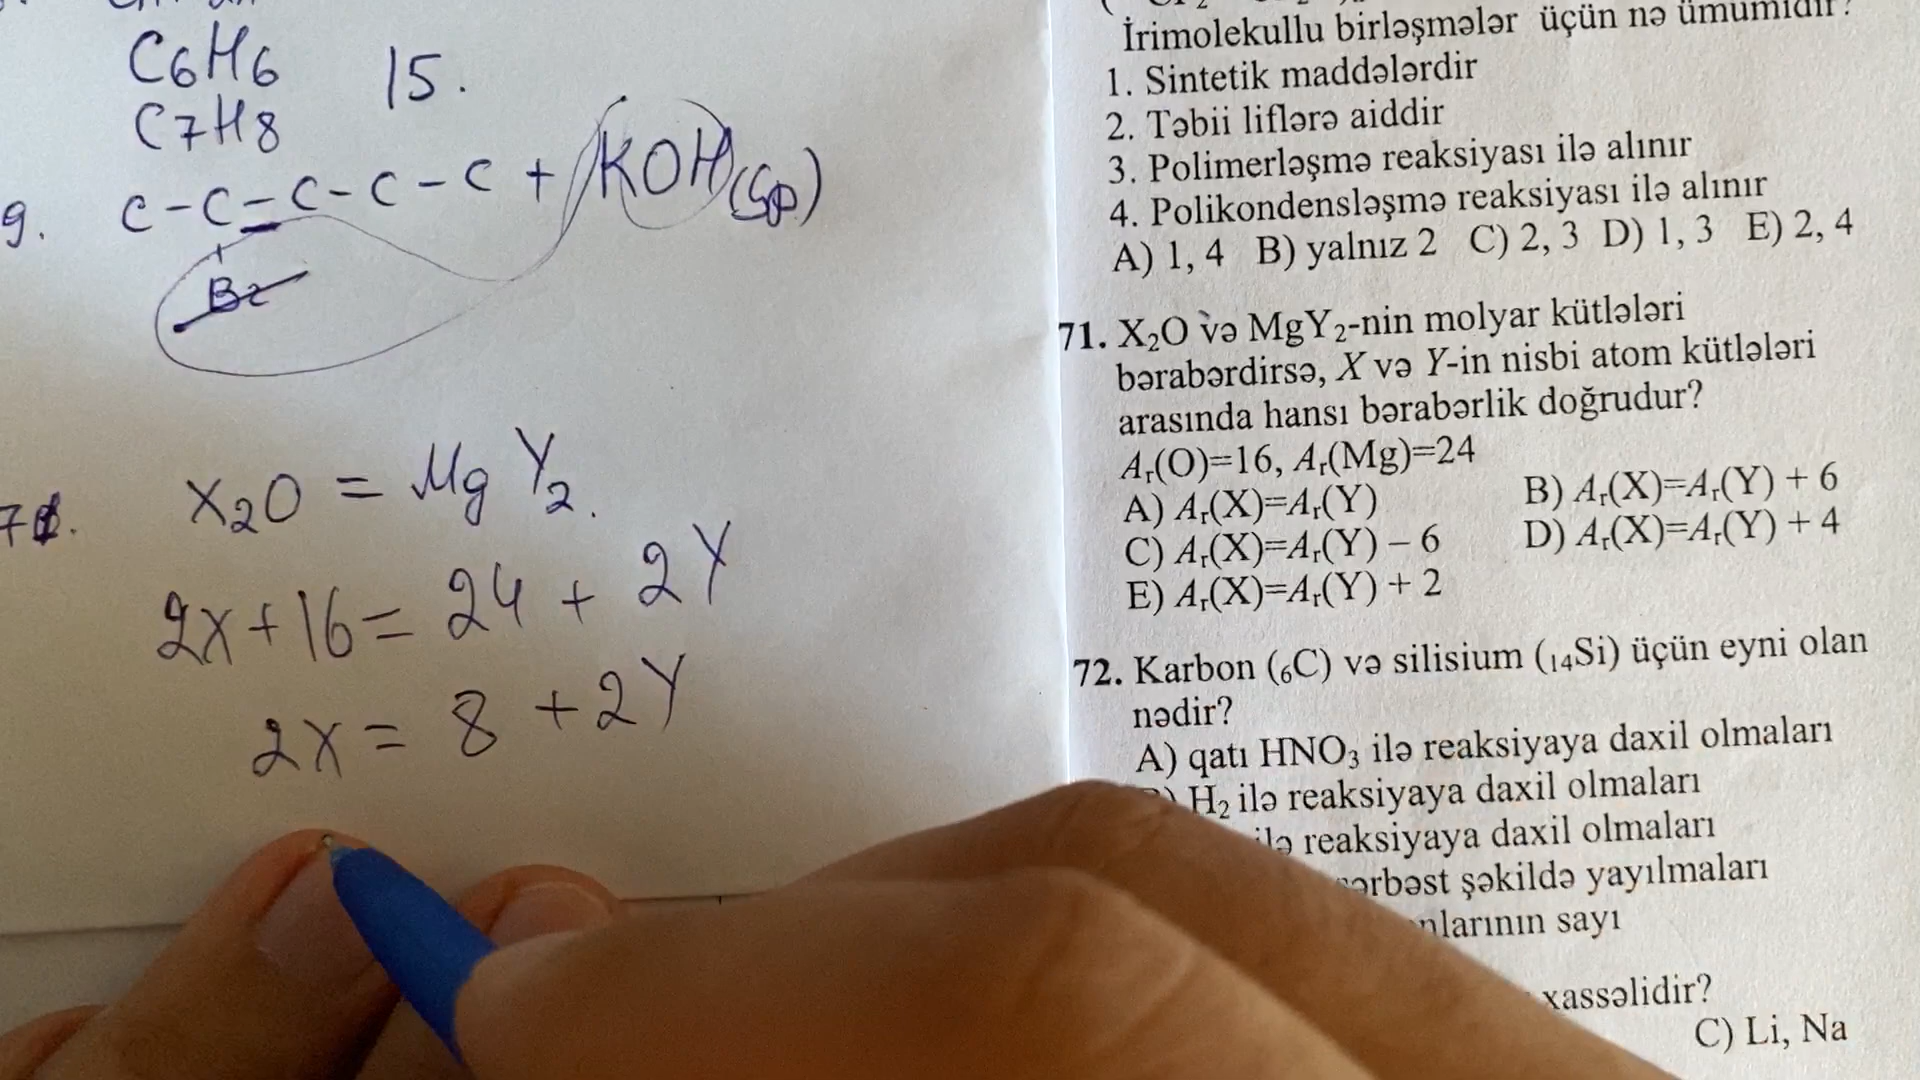 C6H6
C7H8
15.
9. C-C=C-C-C + KOH(sp)
Br
71. X2O = MgY2.
2X+16= 24 + 2Y
2X= 8 +2Y
İrimolekullu birləşmələr üçün nə ümumidir?
1. Sintetik maddələrdir
2. Təbii liflərə aiddir
3. Polimerləşmə reaksiyası ilə alınır
4. Polikondensləşmə reaksiyası ilə alınır
A) 1, 4 B) yalnız 2 C) 2, 3 D) 1, 3 E) 2, 4
71. X₂O və MgY₂-nin molyar kütlələri
bərabərdirsə, X və Y-in nisbi atom kütlələri
arasında hansı bərabərlik doğrudur?
Aᵣ(O)=16, Aᵣ(Mg)=24
A) Aᵣ(X)=Aᵣ(Y) B) Aᵣ(X)=Aᵣ(Y) + 6
C) Aᵣ(X)=Aᵣ(Y) – 6 D) Aᵣ(X)=Aᵣ(Y) + 4
E) Aᵣ(X)=Aᵣ(Y) + 2
72. Karbon (₆C) və silisium (₁₄Si) üçün eyni olan
nədir?
A) qatı HNO₃ ilə reaksiyaya daxil olmaları
H₂ ilə reaksiyaya daxil olmaları
ilə reaksiyaya daxil olmaları
şəkildə yayılmaları
sayı
xassəlidir?
C) Li, Na